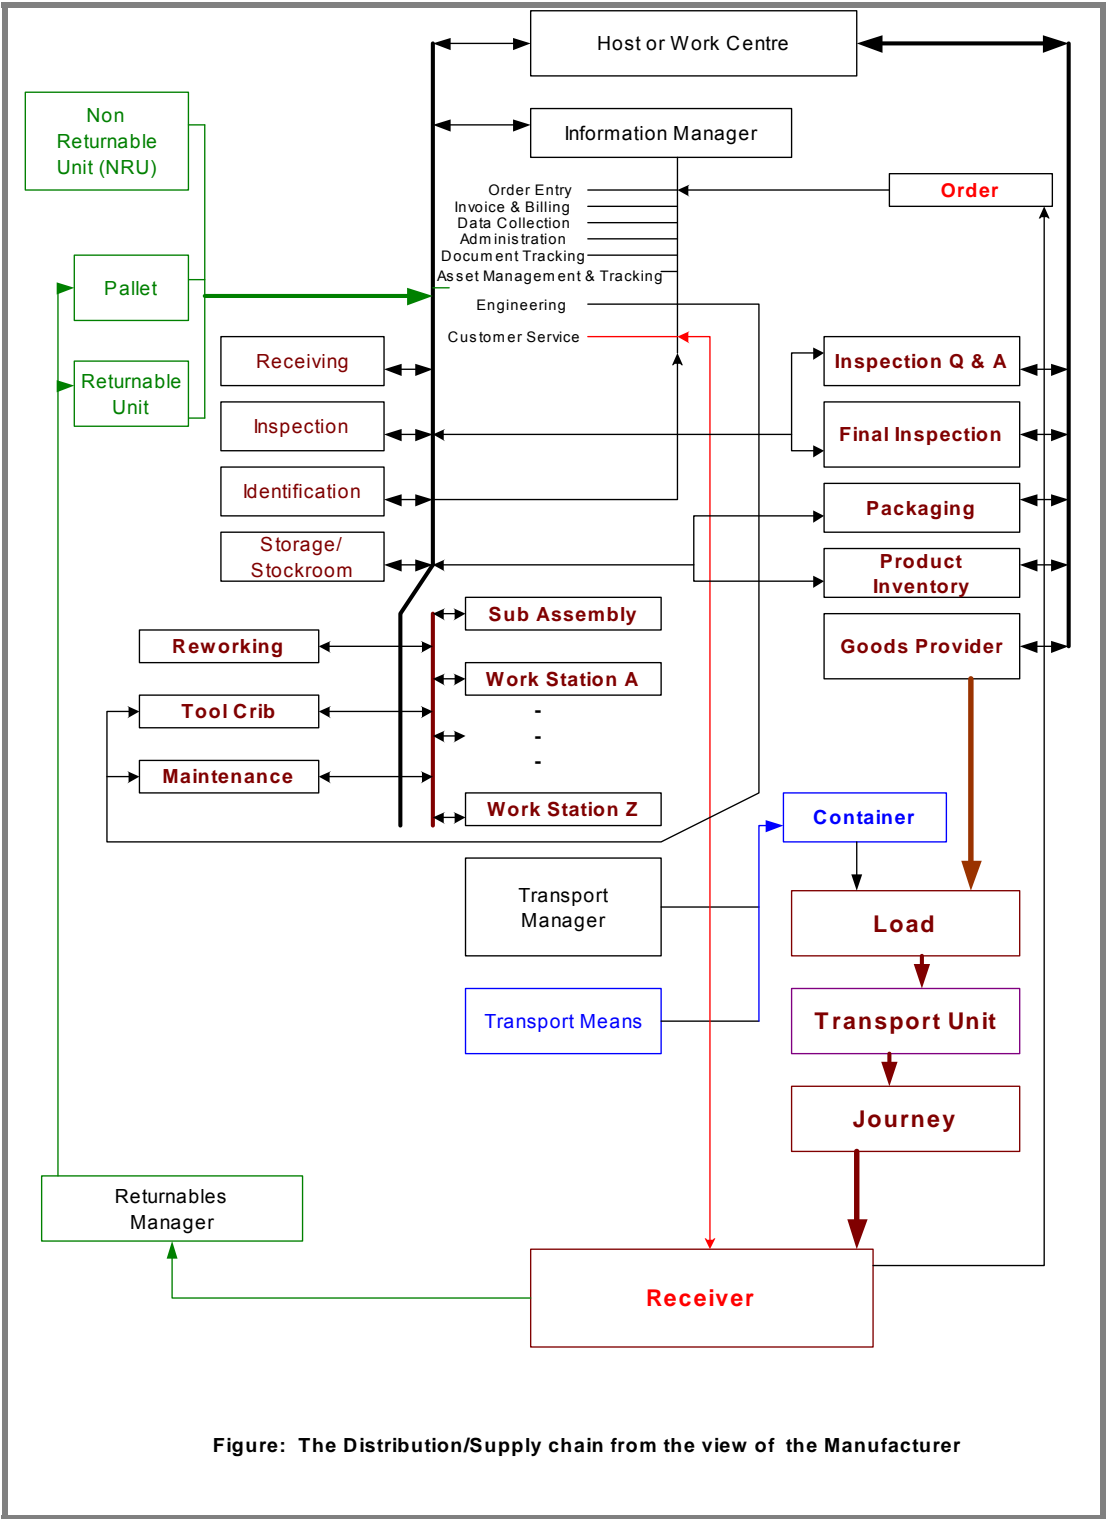 Host or Work Centre
Non
Returnable
Unit (NRU)
Information Manager
Order Entry
Order
Invoice & Billing
Data Collection
Administration
Document Tracking
Asset Management & Tracking
Pallet
Engineering
Customer Service
Receiving
Inspection Q & A
Returnable
Unit
Inspection
Final Inspection
Identification
Packaging
Storage/
Stockroom
Product
Inventory
Sub Assembly
Reworking
Goods Provider
Work Station A
Tool Crib
-
-
-
Maintenance
Work Station Z
Container
Transport
Manager
Load
Transport Means
Transport Unit
Journey
Returnables
Manager
Receiver
Figure: The Distribution/Supply chain from the view of the Manufacturer